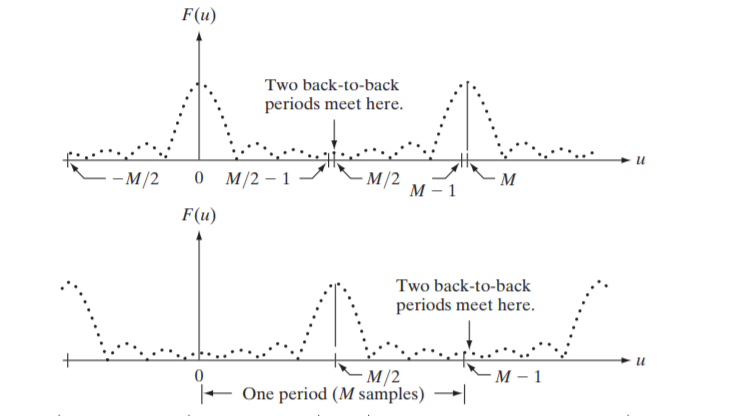 F(u)
Two back-to-back
periods meet here.
u
−M/2
0
M/2 − 1
M/2
M − 1
M
F(u)
Two back-to-back
periods meet here.
u
0
M/2
M − 1
One period (M samples)